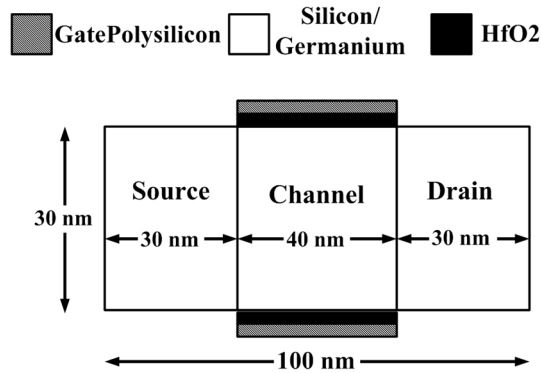 GatePolysilicon
Silicon/
Germanium
HfO2
Source
Channel
Drain
30 nm
30 nm
40 nm
30 nm
100 nm